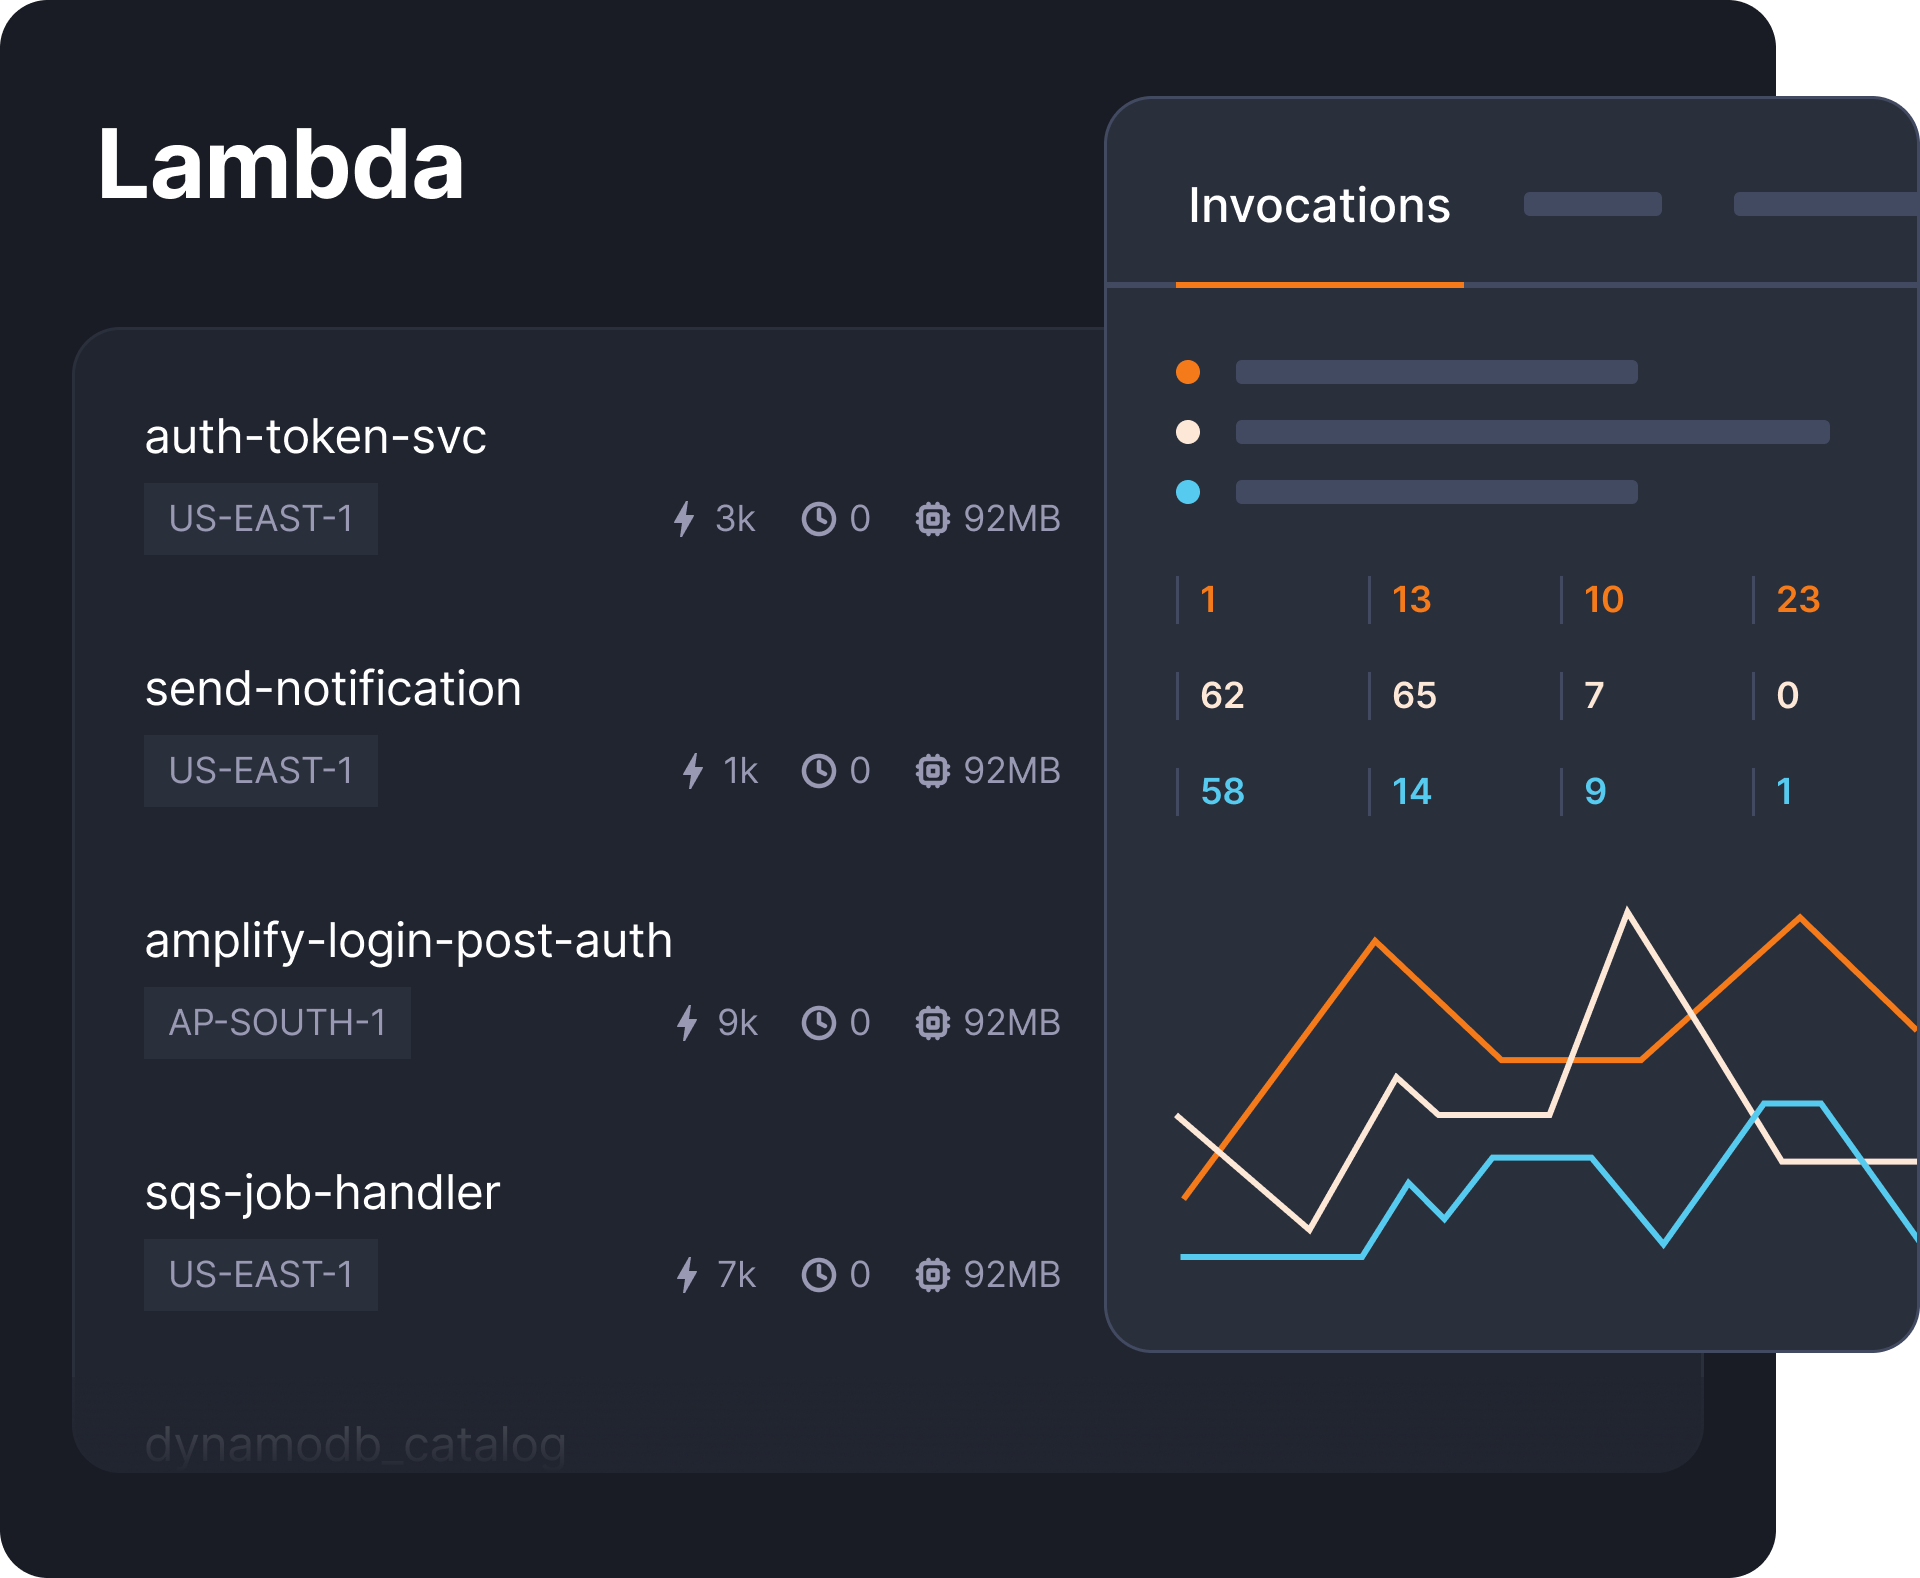 Lambda
auth-token-svc
US-EAST-1 3k 0 92MB
send-notification
US-EAST-1 1k 0 92MB
amplify-login-post-auth
AP-SOUTH-1 9k 0 92MB
sqs-job-handler
US-EAST-1 7k 0 92MB
dynamodb_catalog
Invocations
1 13 10 23
62 65 7 0
58 14 9 1